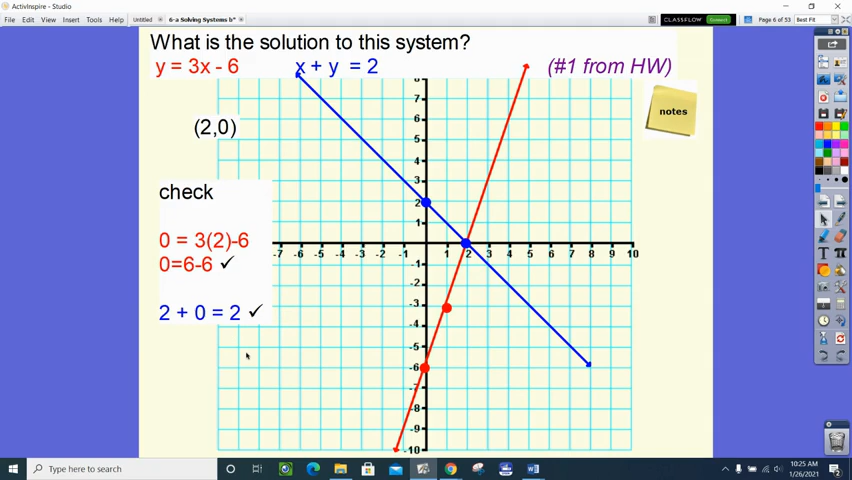 ActivInspire - Studio
File Edit View Insert Tools Help Untitled 6-a Solving Systems b* CLASSFLOW Connect Page 6 of 53 Best Fit
What is the solution to this system?
y = 3x - 6 x + y = 2 (#1 from HW)
(2,0)
notes
check
0 = 3(2)-6
0=6-6 ✓
2 + 0 = 2 ✓
8
7
6
5
4
3
2
1
-7 -6 -5 -4 -3 -2 -1 1 2 3 4 5 6 7 8 9 10
-2
-3
-4
-5
-6
-7
-8
-9
-10
Type here to search
10:25 AM
1/26/2021